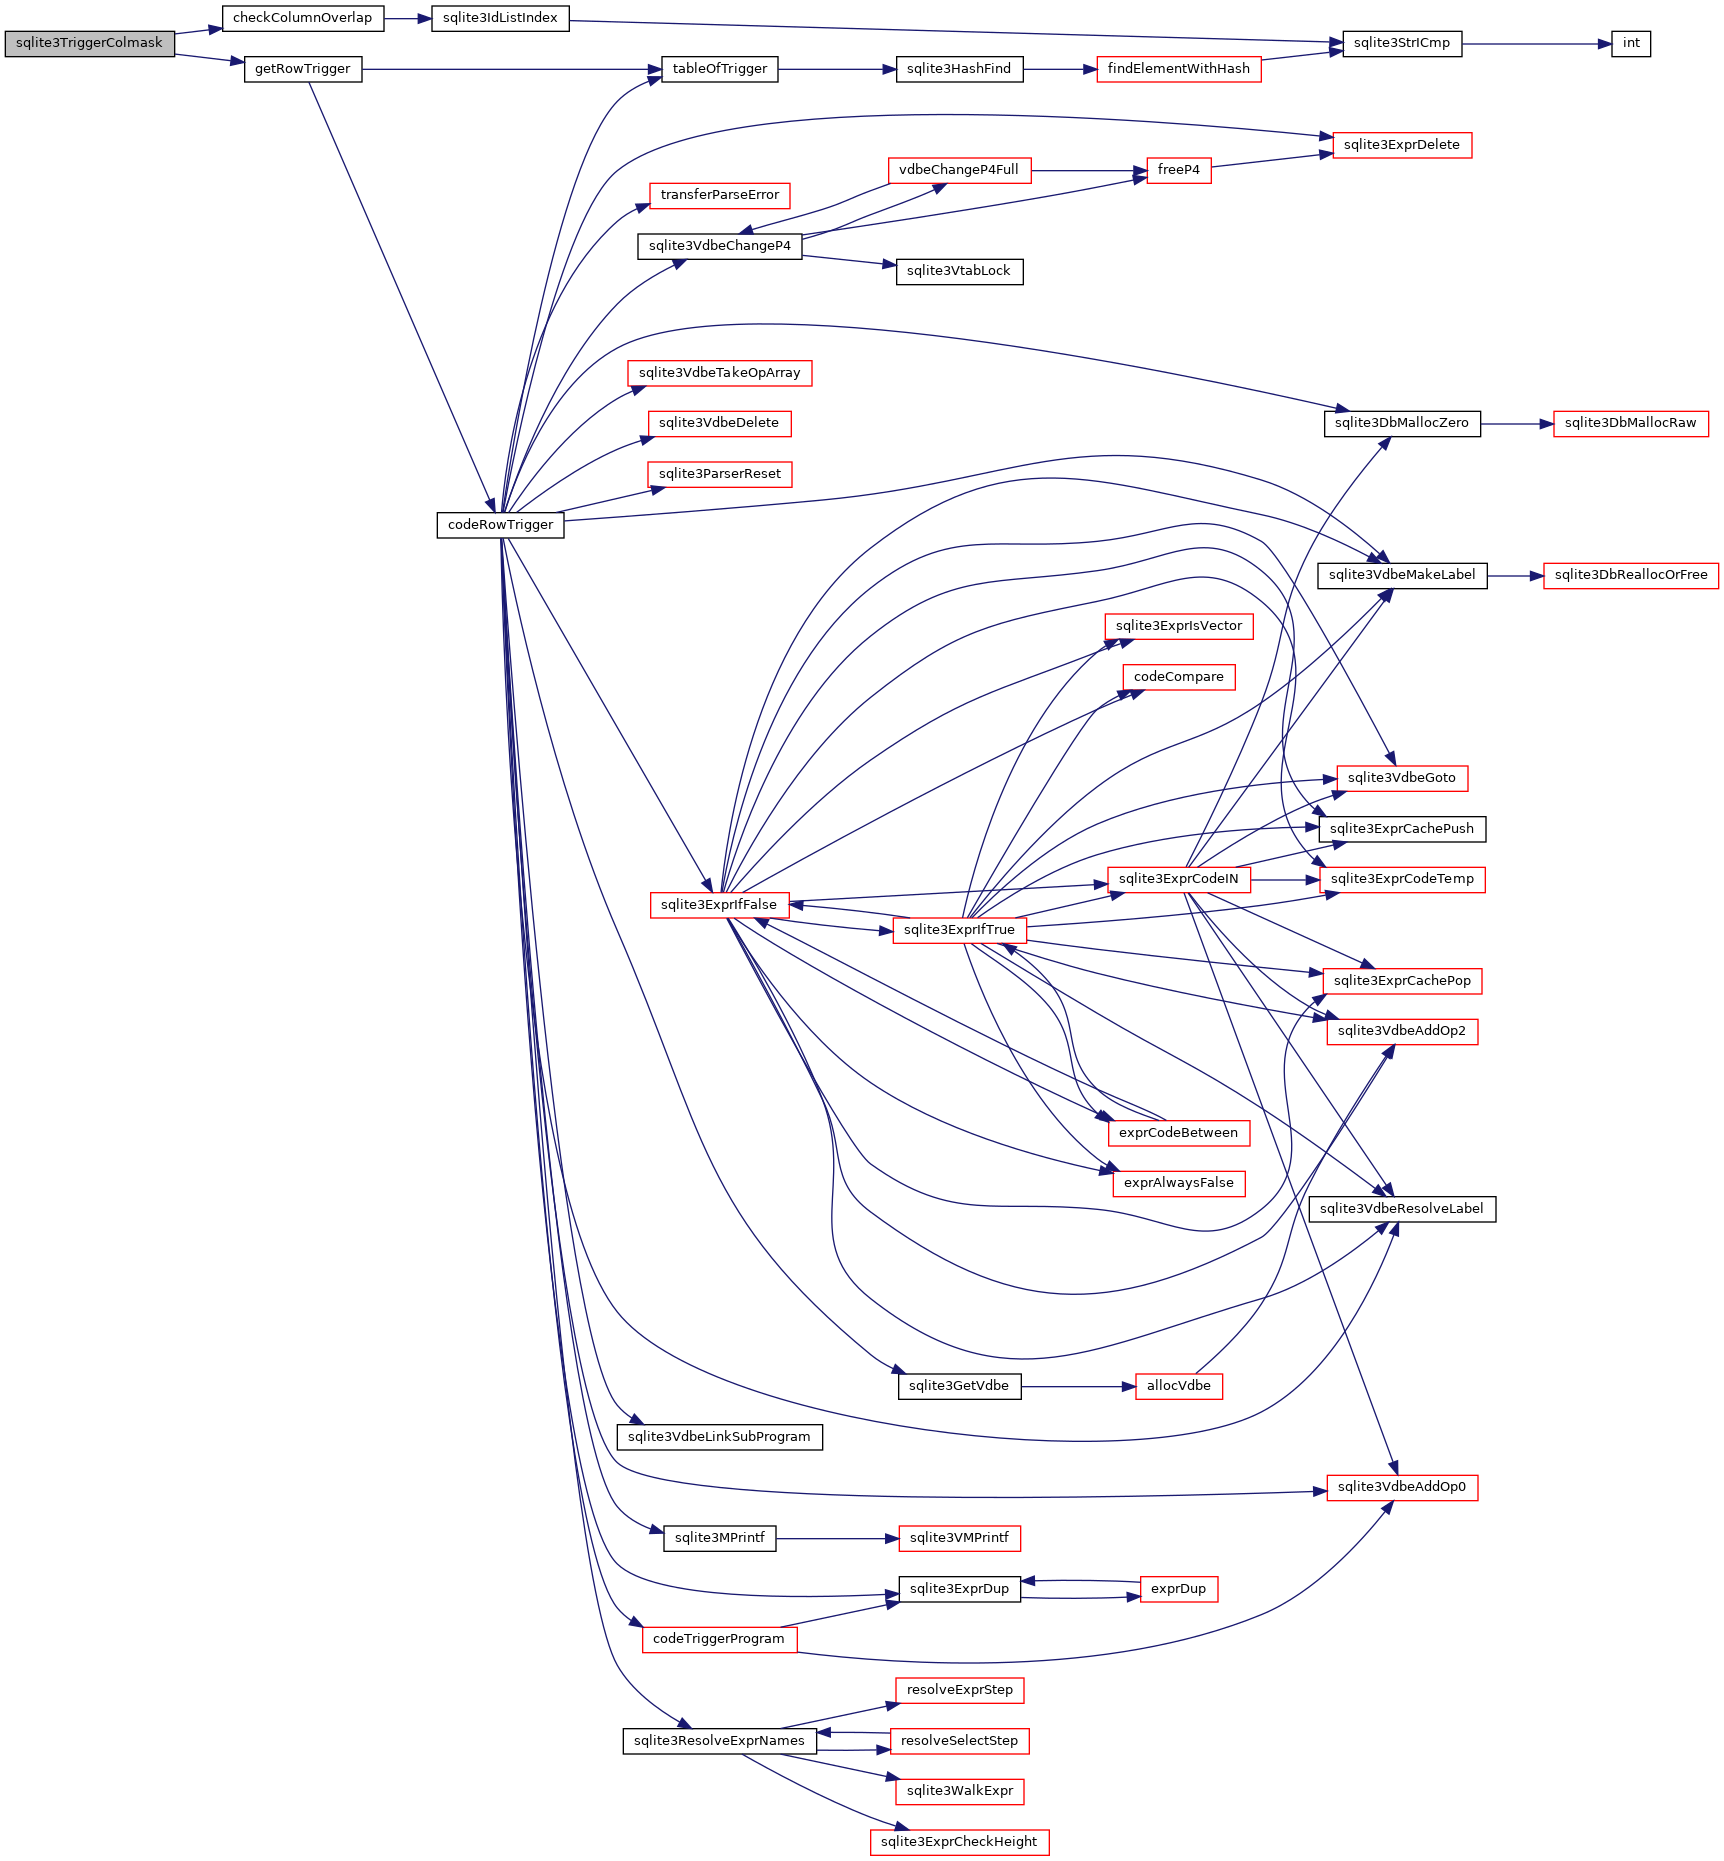 checkColumnOverlap
sqlite3IdListIndex
sqlite3TriggerColmask
sqlite3StrICmp
int
getRowTrigger
tableOfTrigger
sqlite3HashFind
findElementWithHash
sqlite3ExprDelete
vdbeChangeP4Full
freeP4
transferParseError
sqlite3VdbeChangeP4
sqlite3VtabLock
sqlite3VdbeTakeOpArray
sqlite3VdbeDelete
sqlite3DbMallocZero
sqlite3DbMallocRaw
sqlite3ParserReset
codeRowTrigger
sqlite3VdbeMakeLabel
sqlite3DbReallocOrFree
sqlite3ExprIsVector
codeCompare
sqlite3VdbeGoto
sqlite3ExprCachePush
sqlite3ExprCodeIN
sqlite3ExprCodeTemp
sqlite3ExprIfFalse
sqlite3ExprIfTrue
sqlite3ExprCachePop
sqlite3VdbeAddOp2
exprCodeBetween
exprAlwaysFalse
sqlite3VdbeResolveLabel
sqlite3GetVdbe
allocVdbe
sqlite3VdbeLinkSubProgram
sqlite3VdbeAddOp0
sqlite3MPrintf
sqlite3VMPrintf
sqlite3ExprDup
exprDup
codeTriggerProgram
resolveExprStep
sqlite3ResolveExprNames
resolveSelectStep
sqlite3WalkExpr
sqlite3ExprCheckHeight